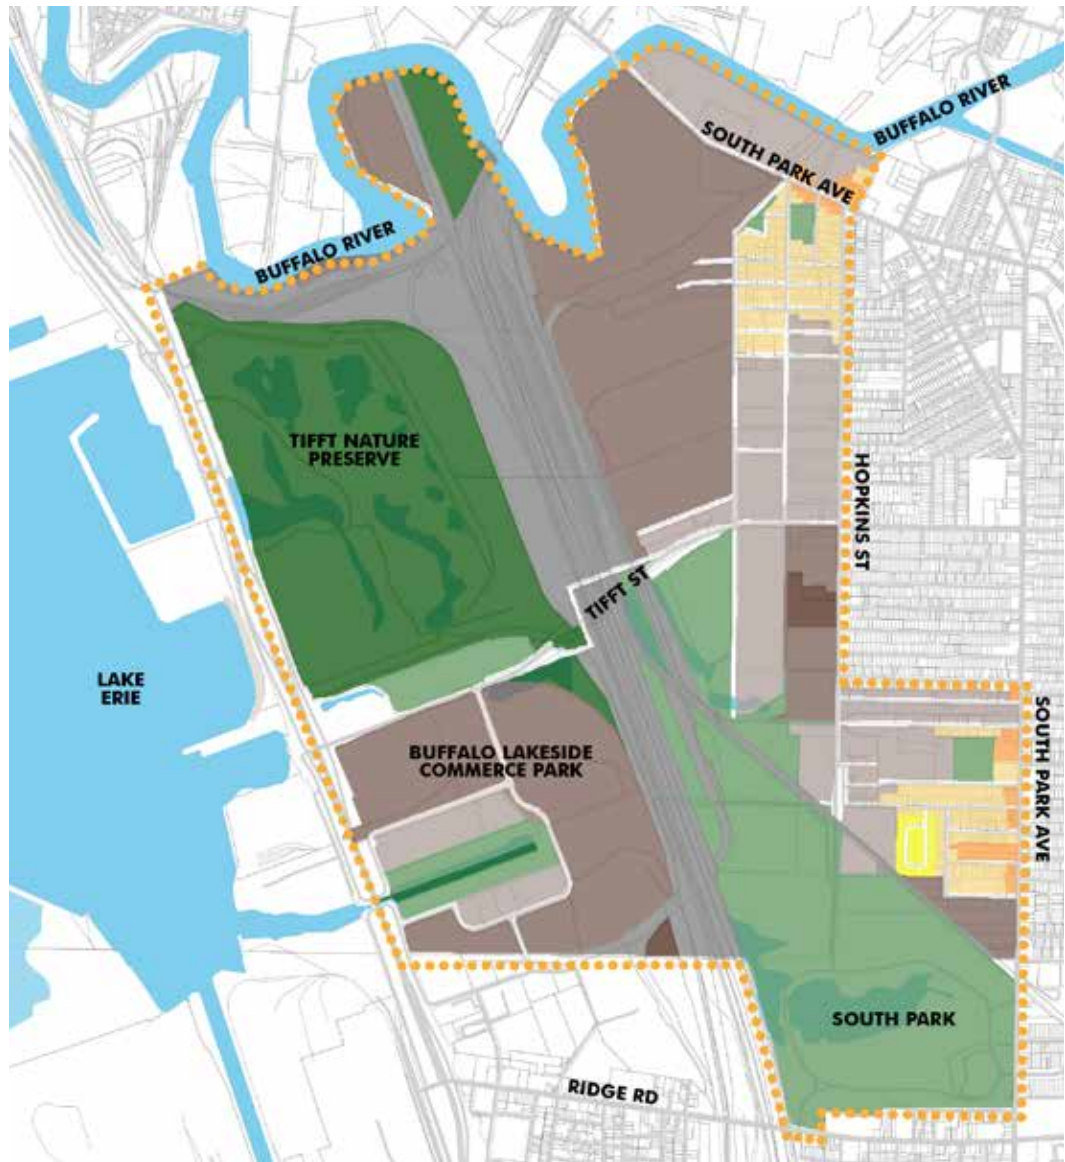 BUFFALO RIVER
SOUTH PARK AVE
BUFFALO RIVER
TIFFT NATURE
PRESERVE
HOPKINS ST
TIFFT ST
LAKE
ERIE
BUFFALO LAKESIDE
COMMERCE PARK
SOUTH PARK AVE
SOUTH PARK
RIDGE RD